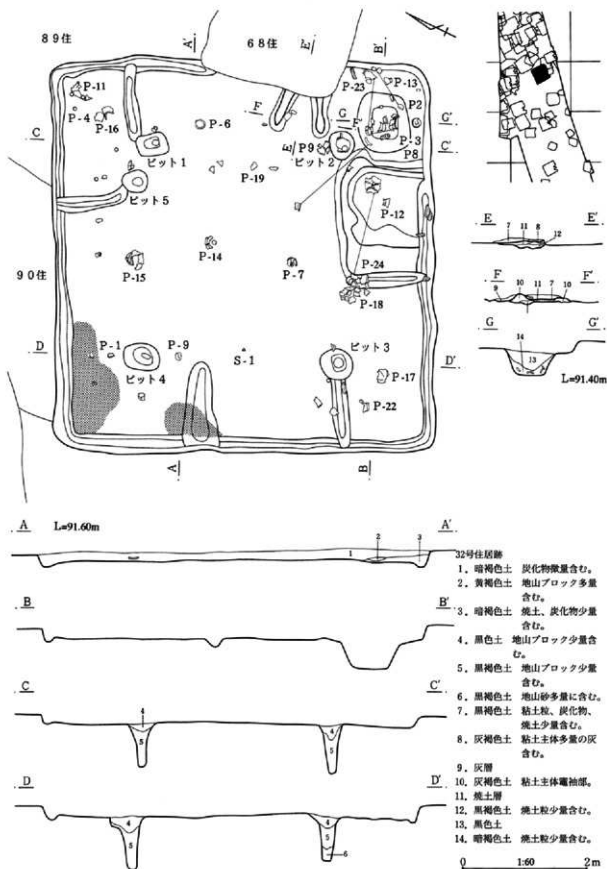 89住
68住
A'
E'
B'
P-11
P-4
P-16
F
P-23
P-13
P2
C
P-6
G
F'
G'
E
P9
P-3
C'
ピット1
ピット2
P8
ピット5
P-19
P-12
90住
P-14
P-15
P-7
P-24
P-18
D
P-1
P-9
S-1
ピット3
D'
ピット4
P-17
P-22
A
B
E
7 11 8
E'
12
F
10
11 7 10
F'
9
G
14
G'
13
L=91.40m
A
L=91.60m
2
A'
1
3
B
B'
C
C'
4
4
5
5
D
D'
4
4
5
5
6
32号住居跡
1. 暗褐色土 炭化物微量含む。
2. 黄褐色土 地山ブロック多量
含む。
3. 暗褐色土 焼土、炭化物少量
含む。
4. 黒色土 地山ブロック少量含
む。
5. 黒褐色土 地山ブロック少量
含む。
6. 黒褐色土 地山砂多量に含む。
7. 黒褐色土 粘土粒、炭化物、
焼土少量含む。
8. 灰褐色土 粘土主体多量の灰
含む。
9. 灰層
10. 灰褐色土 粘土主体竈袖部。
11. 焼土層
12. 黒褐色土 焼土粒少量含む。
13. 黒色土
14. 暗褐色土 焼土粒少量含む。
0 1:60 2m